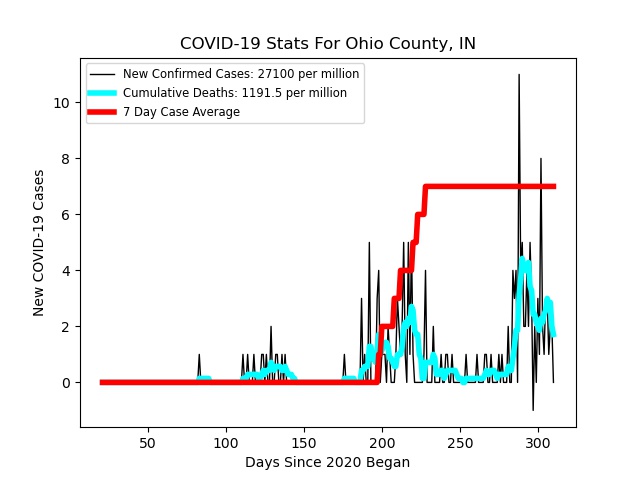 COVID-19 Stats For Ohio County, IN
New Confirmed Cases: 27100 per million
Cumulative Deaths: 1191.5 per million
7 Day Case Average
New COVID-19 Cases
10
8
6
4
2
0
50 100 150 200 250 300
Days Since 2020 Began